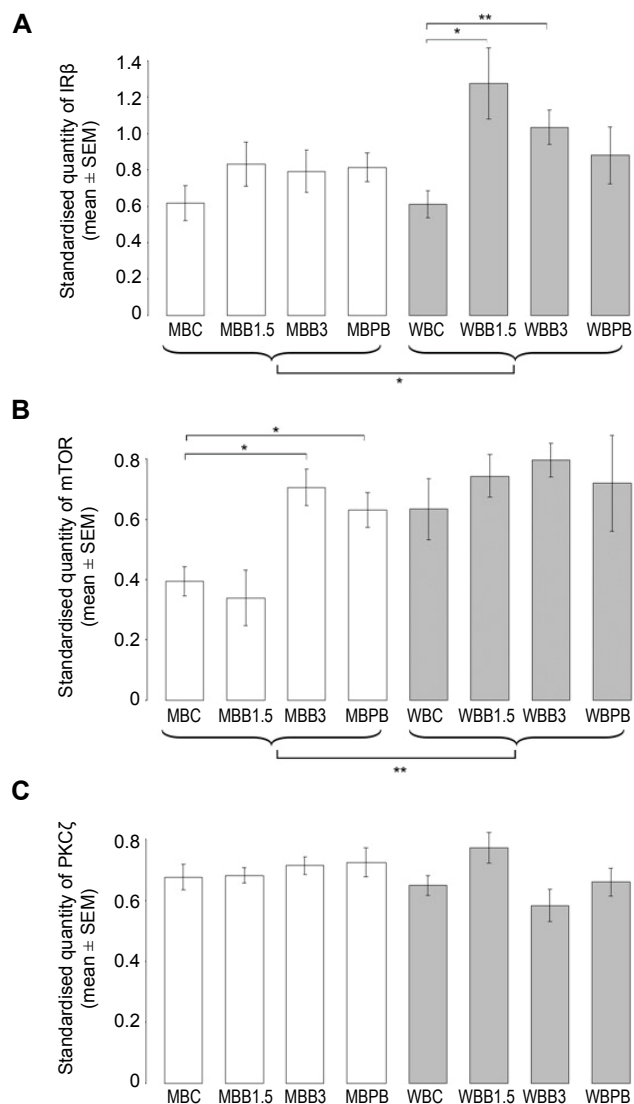 A
Standardised quantity of IRβ
(mean ± SEM)
1.4
1.2
1.0
0.8
0.6
0.4
0.2
0
*
**
MBC MBB1.5 MBB3 MBPB WBC WBB1.5 WBB3 WBPB
*
B
Standardised quantity of mTOR
(mean ± SEM)
0.8
0.6
0.4
0.2
0
*
*
MBC MBB1.5 MBB3 MBPB WBC WBB1.5 WBB3 WBPB
**
C
Standardised quantity of PKCζ
(mean ± SEM)
0.8
0.6
0.4
0.2
0
MBC MBB1.5 MBB3 MBPB WBC WBB1.5 WBB3 WBPB